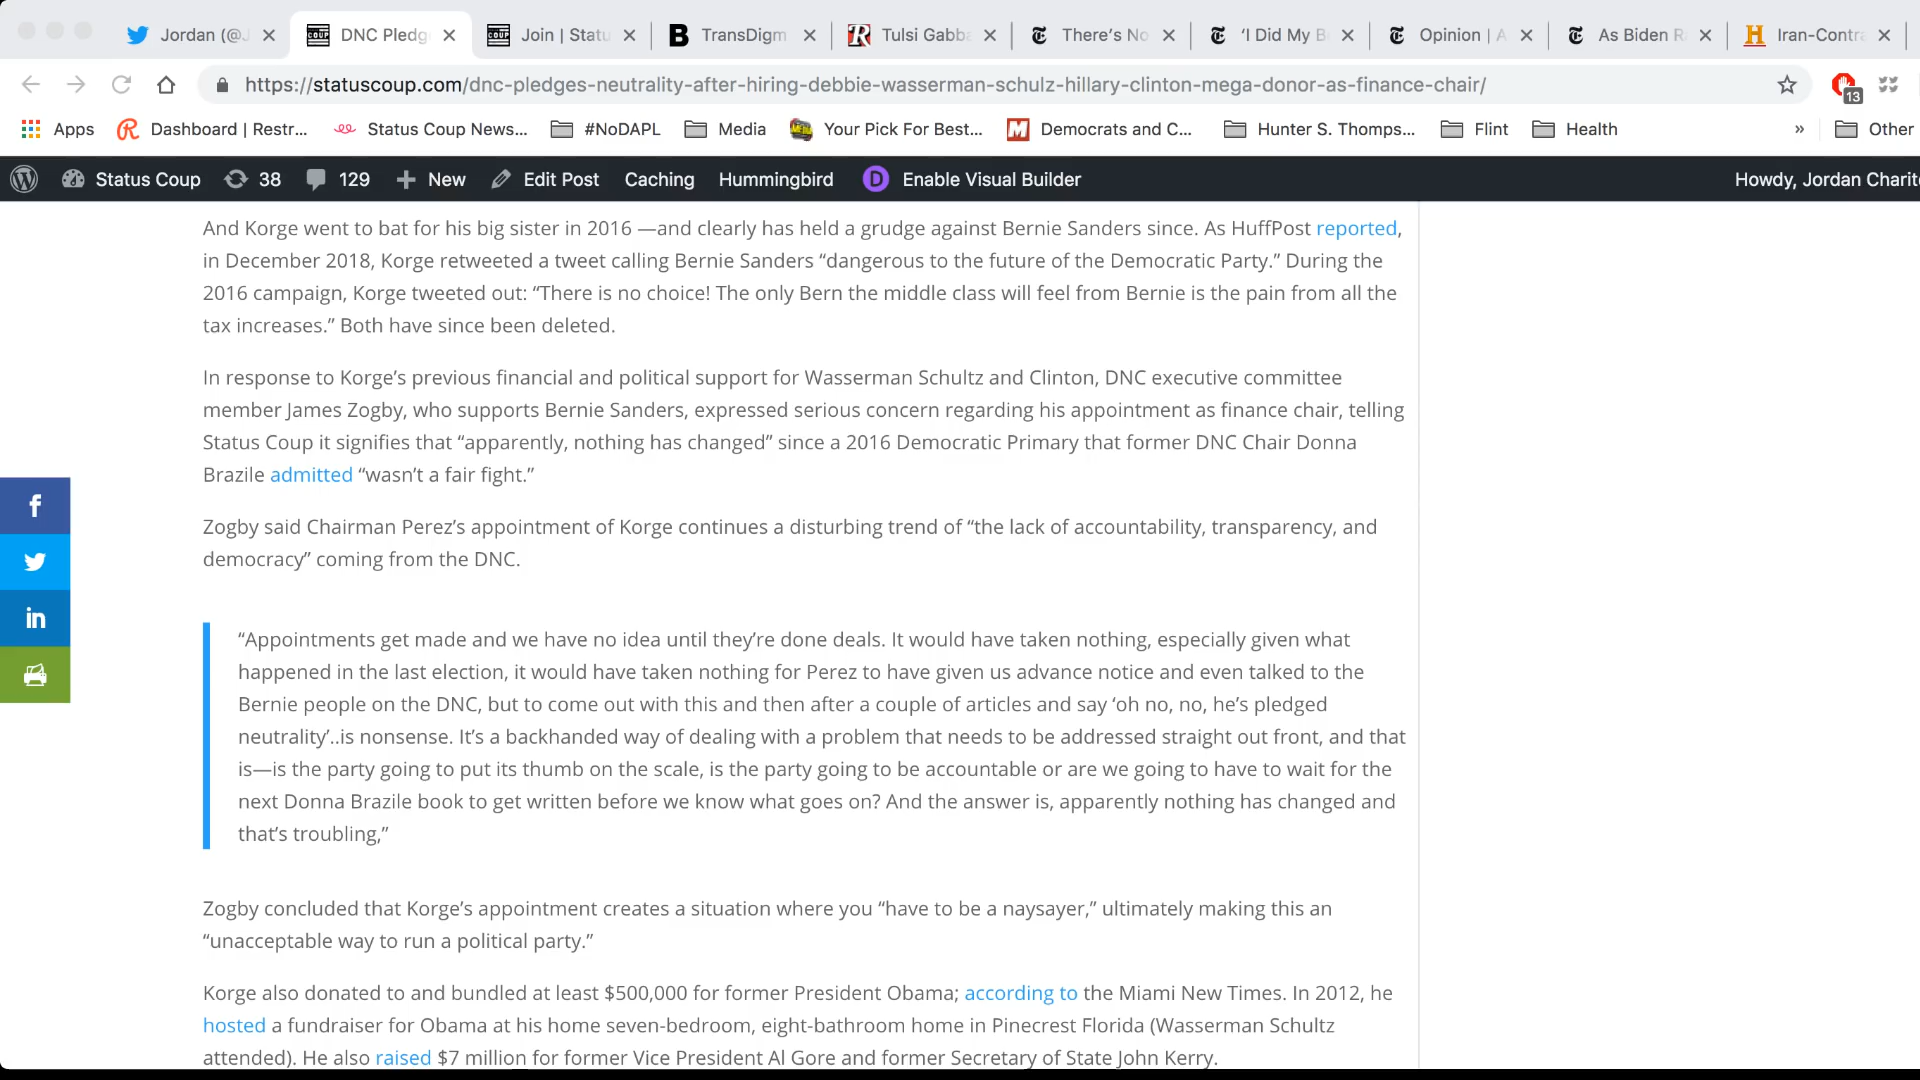 Jordan (@J
DNC Pledg
Join | Statu
TransDigm
Tulsi Gabb
There's No
'I Did My B
Opinion | A
As Biden R
Iran-Contra
https://statuscoup.com/dnc-pledges-neutrality-after-hiring-debbie-wasserman-schulz-hillary-clinton-mega-donor-as-finance-chair/
13
Apps
Dashboard | Restr...
Status Coup News...
#NoDAPL
Media
Your Pick For Best...
Democrats and C...
Hunter S. Thomps...
Flint
Health
»
Other
Status Coup
38
129
New
Edit Post
Caching
Hummingbird
D
Enable Visual Builder
Howdy, Jordan Charit
And Korge went to bat for his big sister in 2016 —and clearly has held a grudge against Bernie Sanders since. As HuffPost reported,
in December 2018, Korge retweeted a tweet calling Bernie Sanders “dangerous to the future of the Democratic Party.” During the
2016 campaign, Korge tweeted out: “There is no choice! The only Bern the middle class will feel from Bernie is the pain from all the
tax increases.” Both have since been deleted.
In response to Korge’s previous financial and political support for Wasserman Schultz and Clinton, DNC executive committee
member James Zogby, who supports Bernie Sanders, expressed serious concern regarding his appointment as finance chair, telling
Status Coup it signifies that “apparently, nothing has changed” since a 2016 Democratic Primary that former DNC Chair Donna
Brazile admitted “wasn’t a fair fight.”
Zogby said Chairman Perez’s appointment of Korge continues a disturbing trend of “the lack of accountability, transparency, and
democracy” coming from the DNC.
“Appointments get made and we have no idea until they’re done deals. It would have taken nothing, especially given what
happened in the last election, it would have taken nothing for Perez to have given us advance notice and even talked to the
Bernie people on the DNC, but to come out with this and then after a couple of articles and say ‘oh no, no, he’s pledged
neutrality’..is nonsense. It’s a backhanded way of dealing with a problem that needs to be addressed straight out front, and that
is—is the party going to put its thumb on the scale, is the party going to be accountable or are we going to have to wait for the
next Donna Brazile book to get written before we know what goes on? And the answer is, apparently nothing has changed and
that’s troubling,”
Zogby concluded that Korge’s appointment creates a situation where you “have to be a naysayer,” ultimately making this an
“unacceptable way to run a political party.”
Korge also donated to and bundled at least $500,000 for former President Obama; according to the Miami New Times. In 2012, he
hosted a fundraiser for Obama at his home seven-bedroom, eight-bathroom home in Pinecrest Florida (Wasserman Schultz
attended). He also raised $7 million for former Vice President Al Gore and former Secretary of State John Kerry.